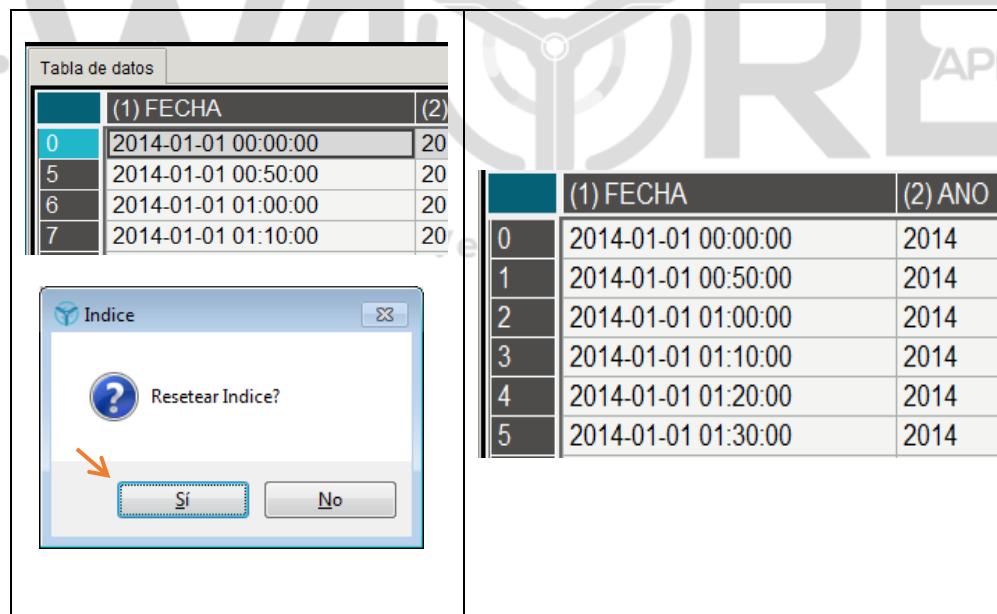 Tabla de datos
(1) FECHA (2)
0 2014-01-01 00:00:00 20
5 2014-01-01 00:50:00 20
6 2014-01-01 01:00:00 20
7 2014-01-01 01:10:00 20
Indice
Resetear Indice?
Sí No
(1) FECHA (2) ANO
0 2014-01-01 00:00:00 2014
1 2014-01-01 00:50:00 2014
2 2014-01-01 01:00:00 2014
3 2014-01-01 01:10:00 2014
4 2014-01-01 01:20:00 2014
5 2014-01-01 01:30:00 2014